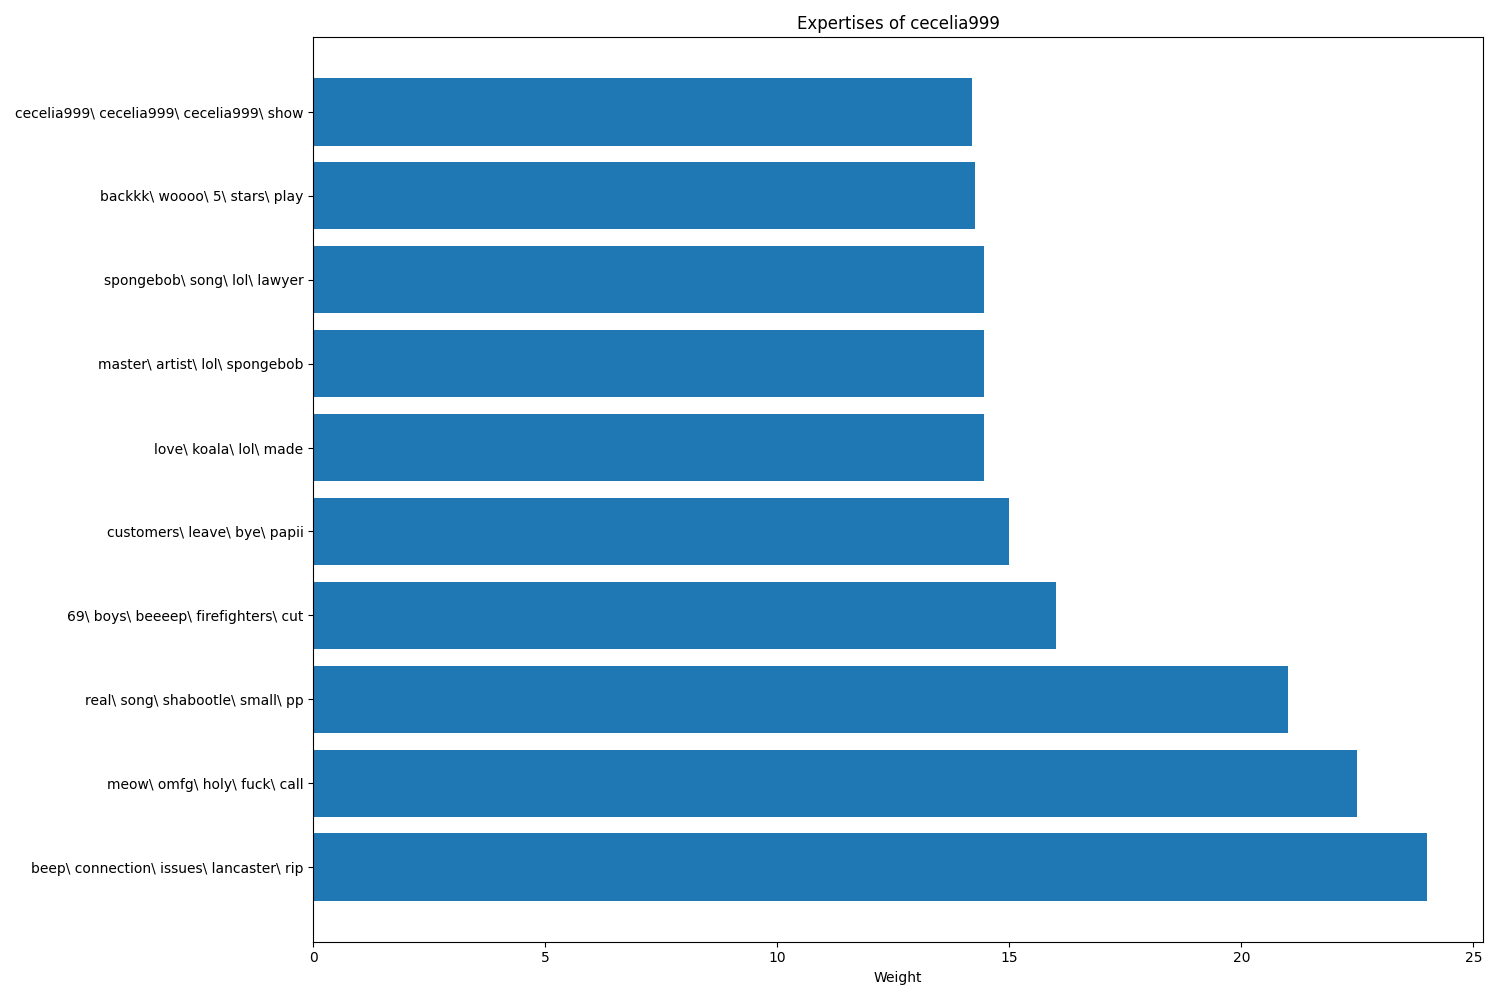 Expertises of cecelia999
cecelia999\ cecelia999\ cecelia999\ show
backkk\ woooo\ 5\ stars\ play
spongebob\ song\ lol\ lawyer
master\ artist\ lol\ spongebob
love\ koala\ lol\ made
customers\ leave\ bye\ papii
69\ boys\ beeeep\ firefighters\ cut
real\ song\ shabootle\ small\ pp
meow\ omfg\ holy\ fuck\ call
beep\ connection\ issues\ lancaster\ rip
0 5 10 15 20 25
Weight